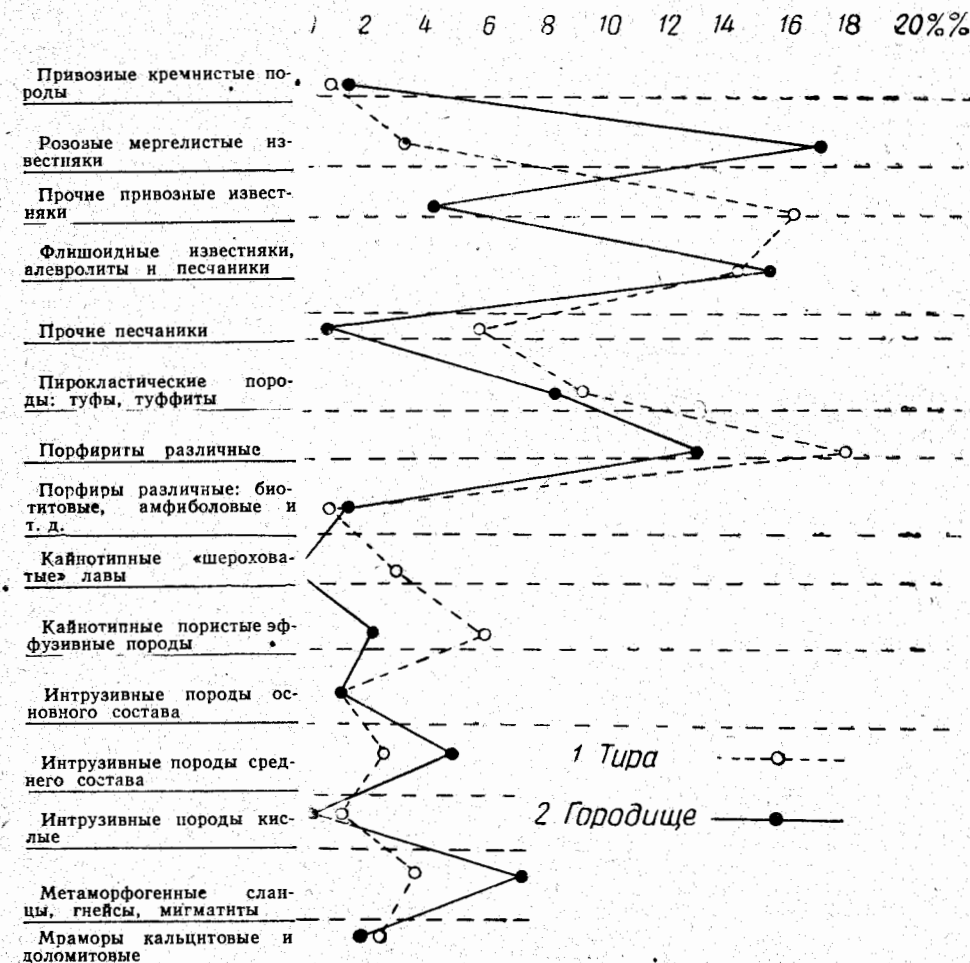 2 4 6 8 10 12 14 16 18 20%%
Привозные кремнистые по-
роды
Розовые мергелистые из-
вестняки
Прочие привозные извест-
няки
Флишоидные известняки,
алевролиты и песчаники
Прочие песчаники
Пирокластические поро-
ды: туфы, туффиты
Порфириты различные
Порфиры различные: био-
титовые, амфиболовые и
т. д.
Кайнотипные «шерохова-
тые» лавы
Кайнотипные пористые эф-
фузивные породы
Интрузивные породы ос-
новного состава
Интрузивные породы сред-
него состава
Интрузивные породы кис-
лые
Метаморфогенные слан-
цы, гнейсы, мигматиты
Мраморы кальцитовые и
доломитовые
1 Тира
2 Городище